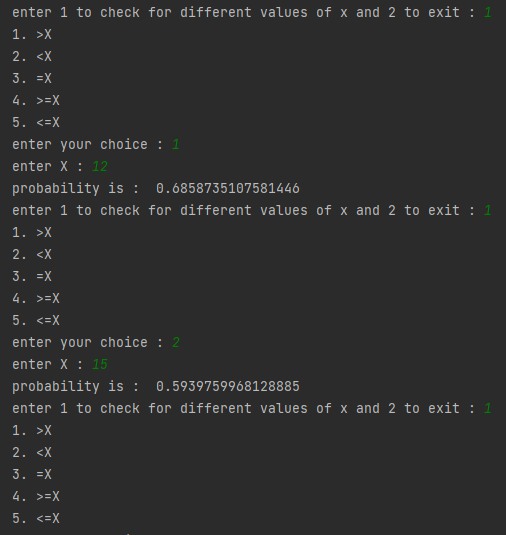 enter 1 to check for different values of x and 2 to exit : 1
1. >X
2. <X
3. =X
4. >=X
5. <=X
enter your choice : 1
enter X : 12
probability is :  0.6858735107581446
enter 1 to check for different values of x and 2 to exit : 1
1. >X
2. <X
3. =X
4. >=X
5. <=X
enter your choice : 2
enter X : 15
probability is :  0.5939759968128885
enter 1 to check for different values of x and 2 to exit : 1
1. >X
2. <X
3. =X
4. >=X
5. <=X